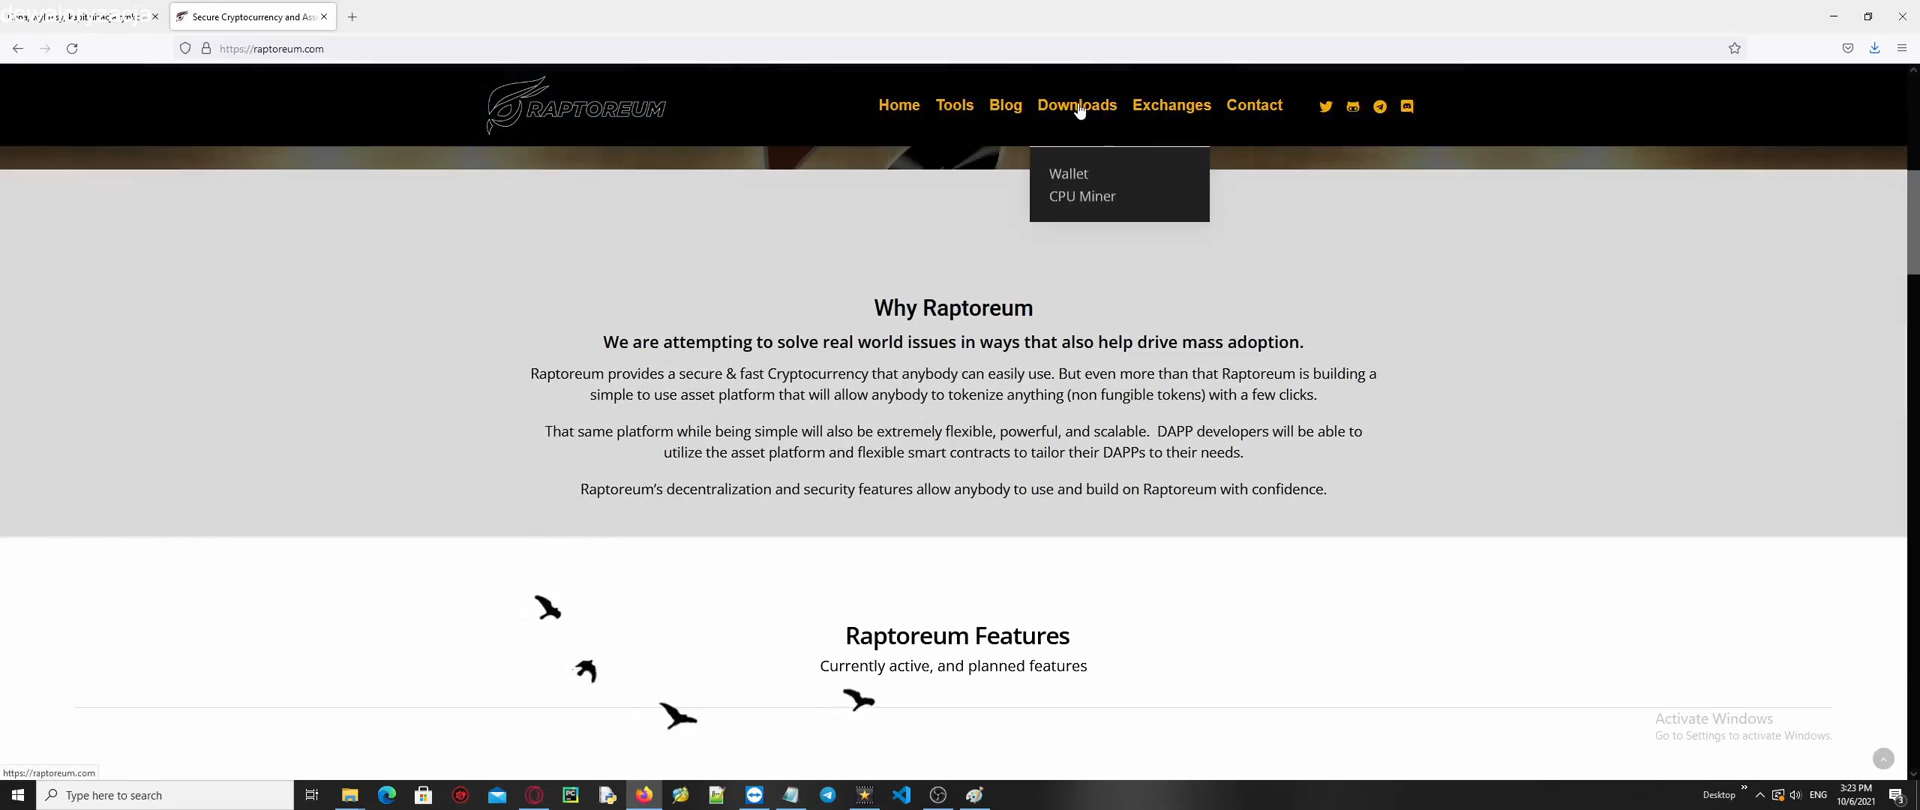 Secure Cryptocurrency and Ass
https://raptoreum.com
RAPTOREUM
Home Tools Blog Downloads Exchanges Contact
Wallet
CPU Miner
Why Raptoreum
We are attempting to solve real world issues in ways that also help drive mass adoption.
Raptoreum provides a secure & fast Cryptocurrency that anybody can easily use. But even more than that Raptoreum is building a
simple to use asset platform that will allow anybody to tokenize anything (non fungible tokens) with a few clicks.
That same platform while being simple will also be extremely flexible, powerful, and scalable.  DAPP developers will be able to
utilize the asset platform and flexible smart contracts to tailor their DAPPs to their needs.
Raptoreum’s decentralization and security features allow anybody to use and build on Raptoreum with confidence.
Raptoreum Features
Currently active, and planned features
Activate Windows
Go to Settings to activate Windows.
https://raptoreum.com
Type here to search
PC
Desktop
ENG
3:23 PM
10/6/2021
3